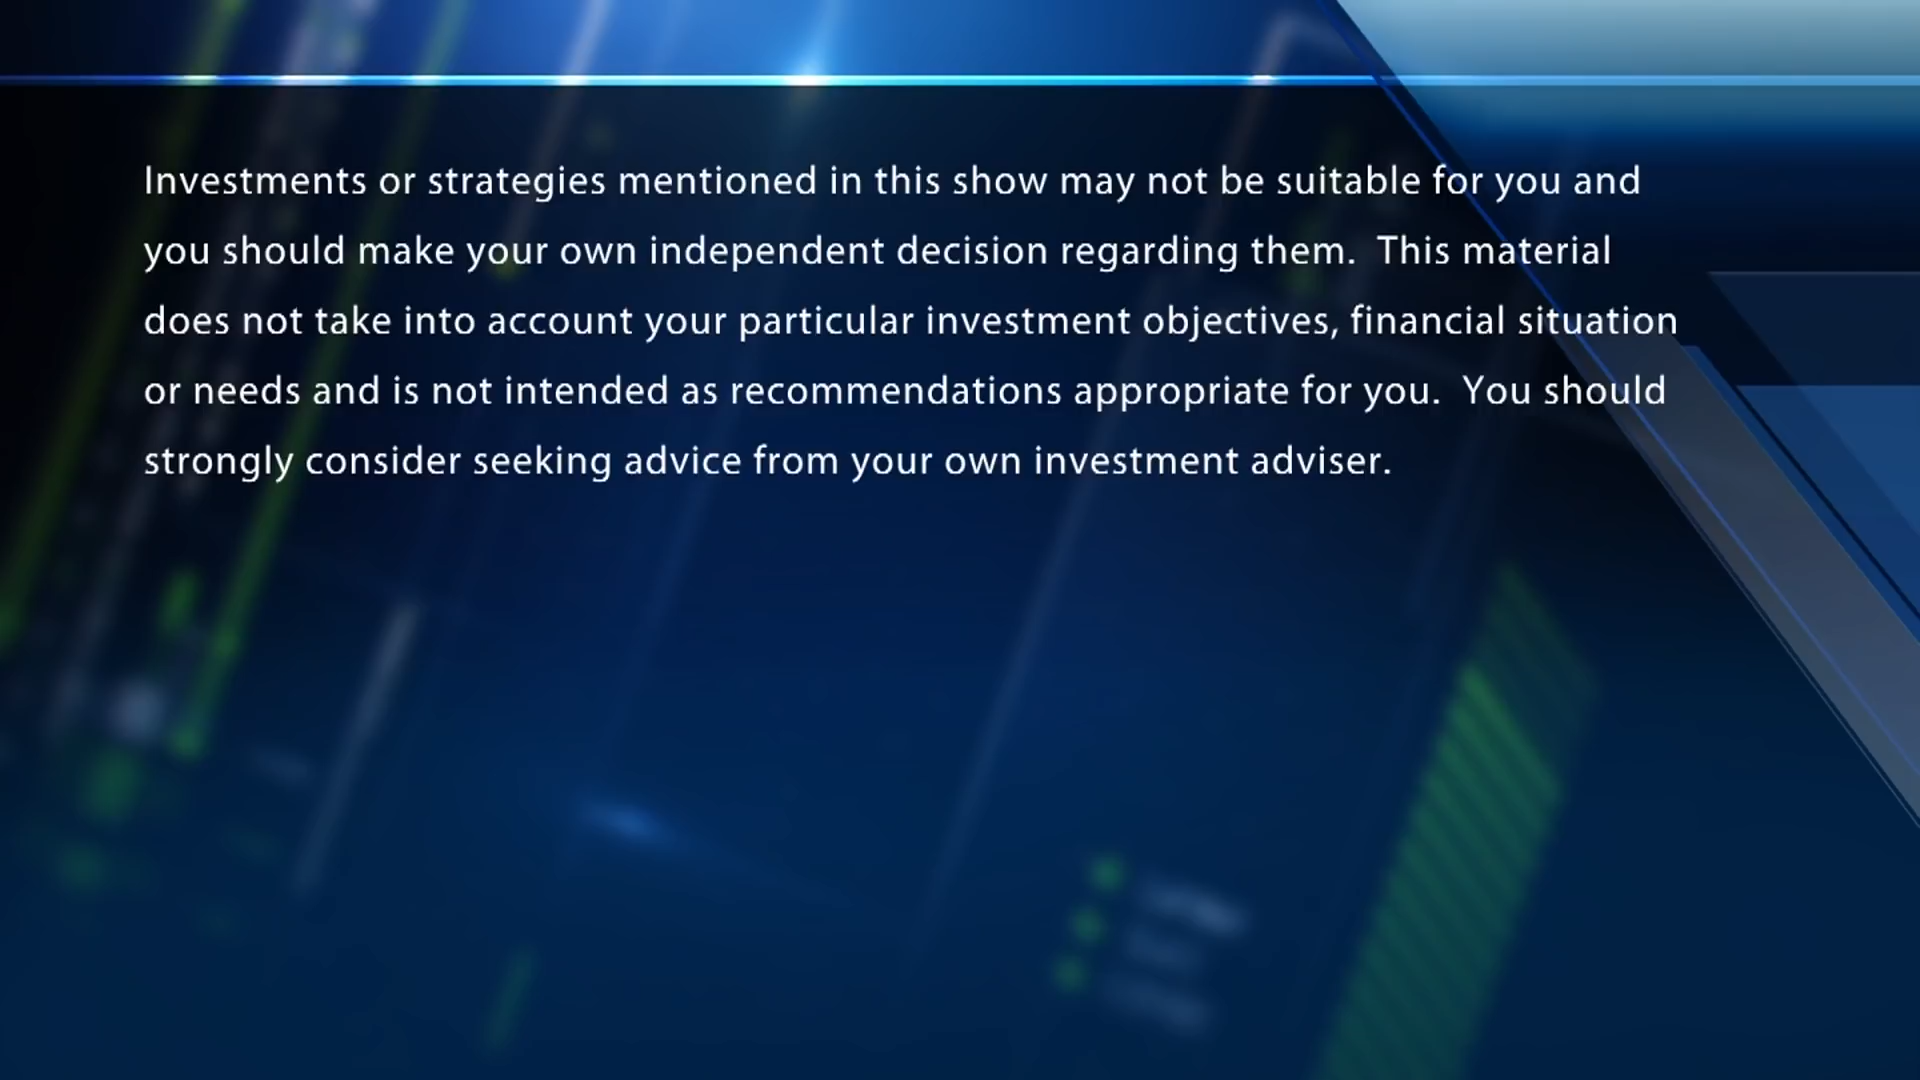 Investments or strategies mentioned in this show may not be suitable for you and
you should make your own independent decision regarding them.  This material
does not take into account your particular investment objectives, financial situation
or needs and is not intended as recommendations appropriate for you.  You should
strongly consider seeking advice from your own investment adviser.